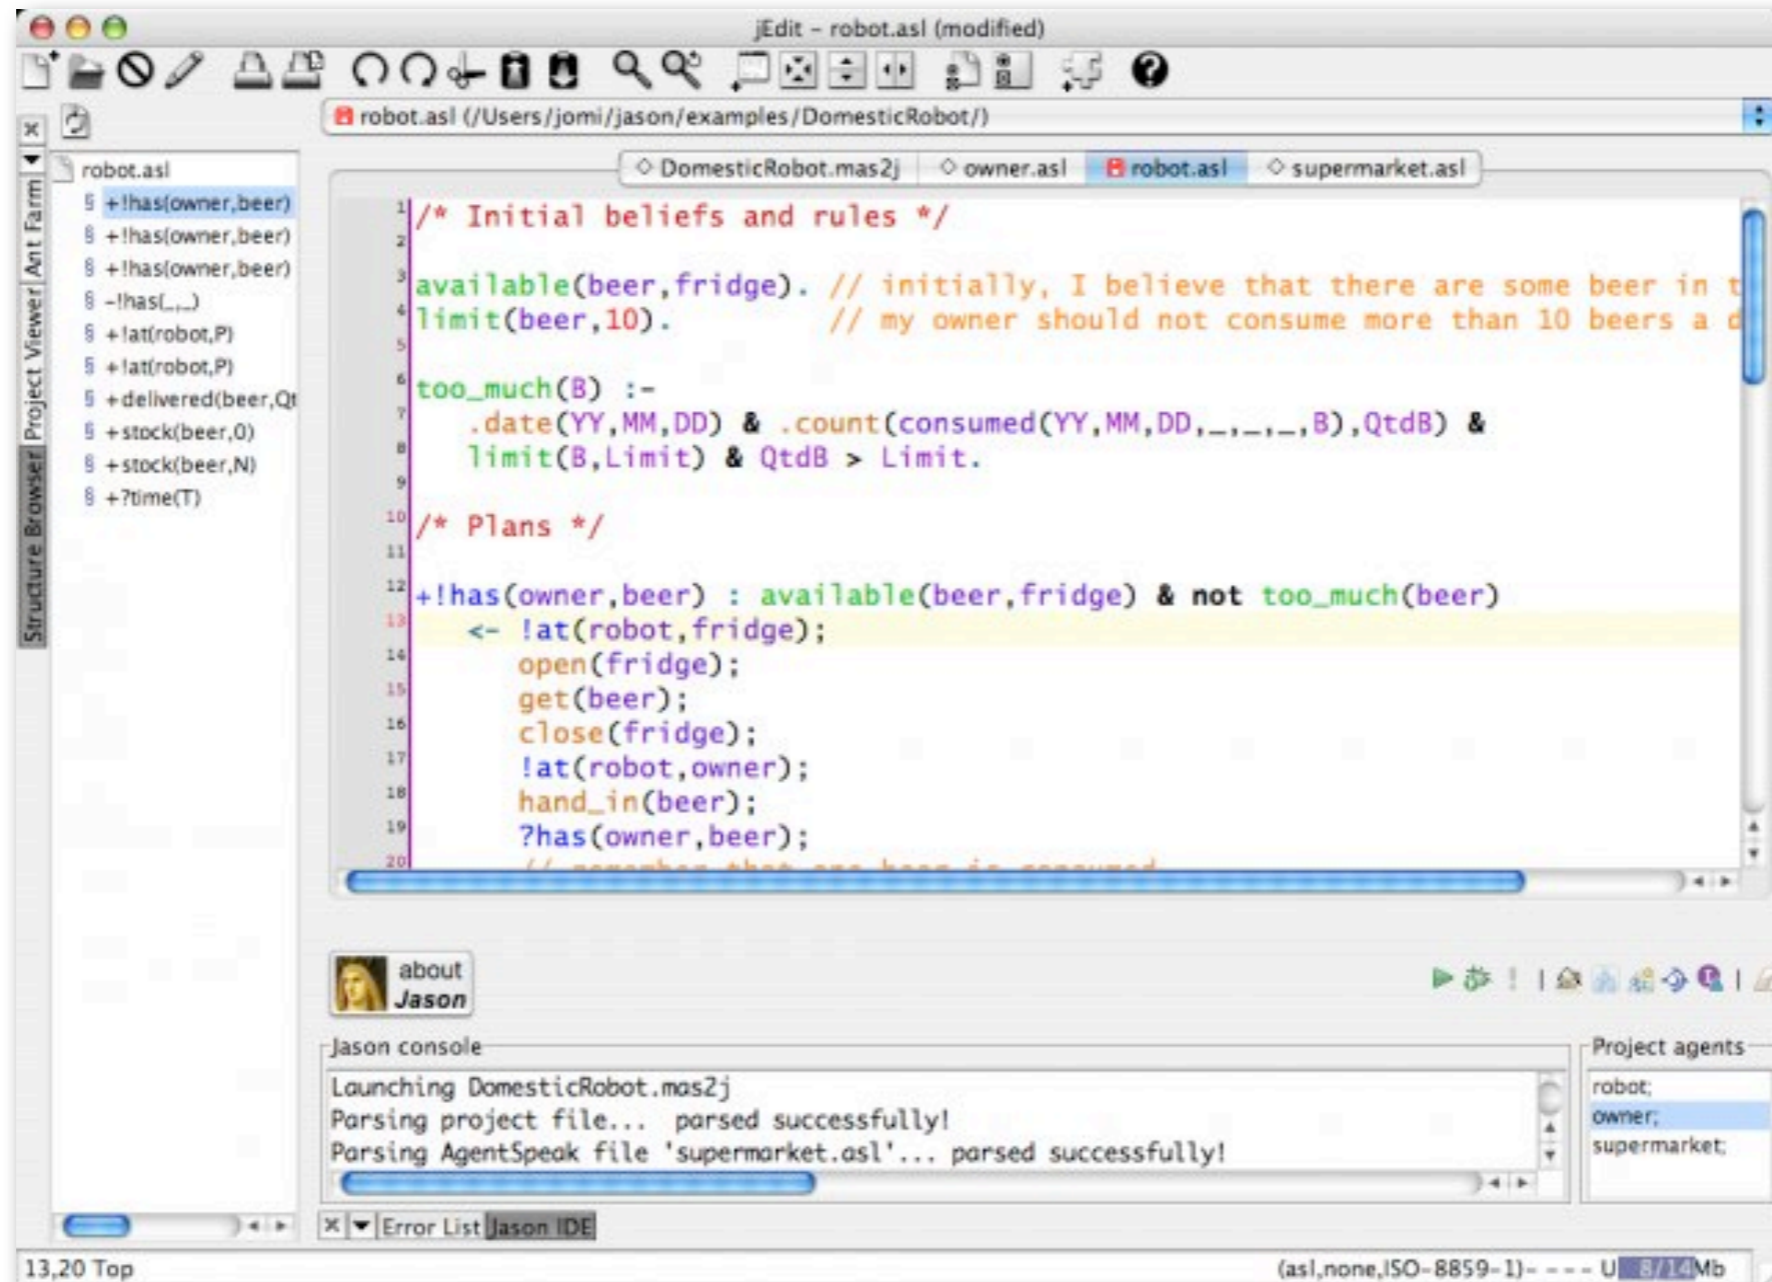 jEdit - robot.asl (modified)
robot.asl (/Users/jomi/jason/examples/DomesticRobot/)
Structure Browser Project Viewer Ant Farm
robot.asl
+!has(owner,beer)
+!has(owner,beer)
+!has(owner,beer)
-!has(_,_)
+!at(robot,P)
+!at(robot,P)
+delivered(beer,Qt
+stock(beer,0)
+stock(beer,N)
+?time(T)
DomesticRobot.mas2j owner.asl robot.asl supermarket.asl
1 /* Initial beliefs and rules */
2
3 available(beer,fridge). // initially, I believe that there are some beer in t
4 limit(beer,10). // my owner should not consume more than 10 beers a d
5
6 too_much(B) :-
7 .date(YY,MM,DD) & .count(consumed(YY,MM,DD,_,_,_,B),QtdB) &
8 limit(B,Limit) & QtdB > Limit.
9
10 /* Plans */
11
12 +!has(owner,beer) : available(beer,fridge) & not too_much(beer)
13 <- !at(robot,fridge);
14 open(fridge);
15 get(beer);
16 close(fridge);
17 !at(robot,owner);
18 hand_in(beer);
19 ?has(owner,beer);
20 // remember that one beer is consumed
about
Jason
Jason console
Launching DomesticRobot.mas2j
Parsing project file... parsed successfully!
Parsing AgentSpeak file 'supermarket.asl'... parsed successfully!
Project agents
robot;
owner;
supermarket;
Error List Jason IDE
13,20 Top
(asl,none,ISO-8859-1)- - - - U 8/14Mb